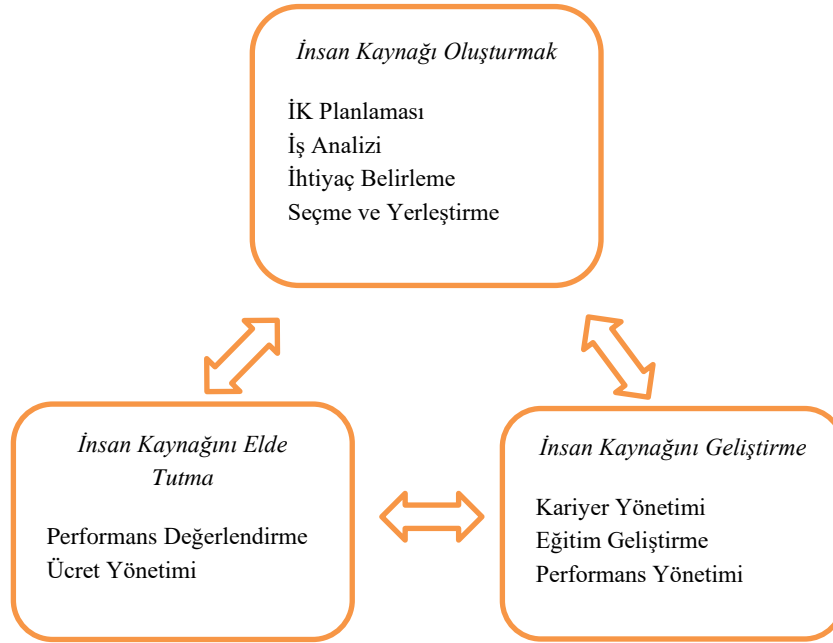 İnsan Kaynağı Oluşturmak
İK Planlaması
İş Analizi
İhtiyaç Belirleme
Seçme ve Yerleştirme
İnsan Kaynağını Elde
Tutma
Performans Değerlendirme
Ücret Yönetimi
İnsan Kaynağını Geliştirme
Kariyer Yönetimi
Eğitim Geliştirme
Performans Yönetimi